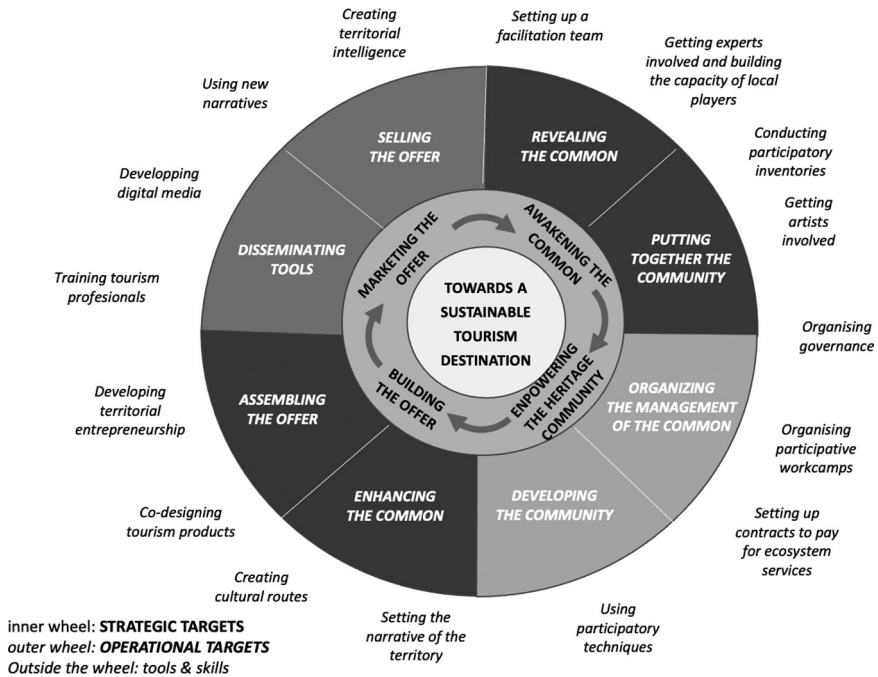 Creating
territorial
intelligence
Setting up a
facilitation team
Getting experts
involved and building
the capacity of local
players
Conducting
participatory
inventories
Getting
artists
involved
Organising
governance
Organising
participative
workcamps
Setting up
contracts to pay
for ecosystem
services
Using
participatory
techniques
Setting the
narrative of the
territory
Creating
cultural routes
Co-designing
tourism products
Developing
territorial
entrepreneurship
Training tourism
profesionals
Developping
digital media
Using new
narratives
SELLING
THE OFFER
REVEALING
THE COMMON
PUTTING
TOGETHER THE
COMMUNITY
ORGANIZING
THE MANAGEMENT
OF THE COMMON
DEVELOPING
THE COMMUNITY
ENHANCING
THE COMMON
ASSEMBLING
THE OFFER
DISSEMINATING
TOOLS
MARKETING THE
OFFER
AWAKENING THE
COMMON
ENPOWERING
THE HERITAGE
COMMUNITY
BUILDING
THE OFFER
TOWARDS A
SUSTAINABLE
TOURISM
DESTINATION
inner wheel: STRATEGIC TARGETS
outer wheel: OPERATIONAL TARGETS
Outside the wheel: tools & skills